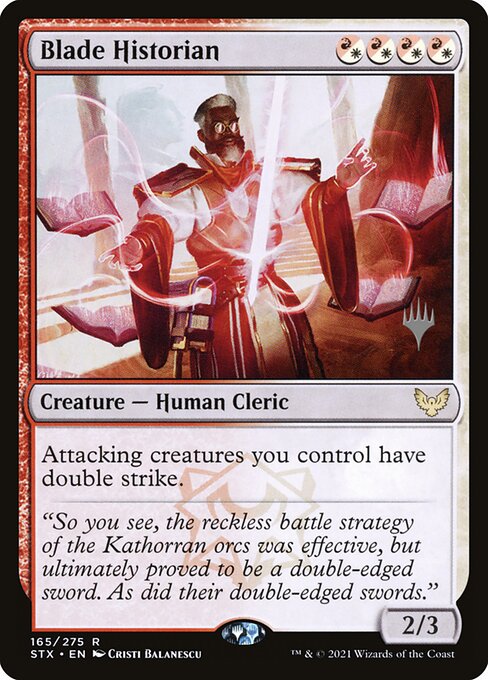 Blade Historian
Creature — Human Cleric
Attacking creatures you control have
double strike.
“So you see, the reckless battle strategy
of the Kathorran orcs was effective, but
ultimately proved to be a double-edged
sword. As did their double-edged swords.”
2/3
165/275 R
STX • EN Cristi Balanescu
™ & © 2021 Wizards of the Coast